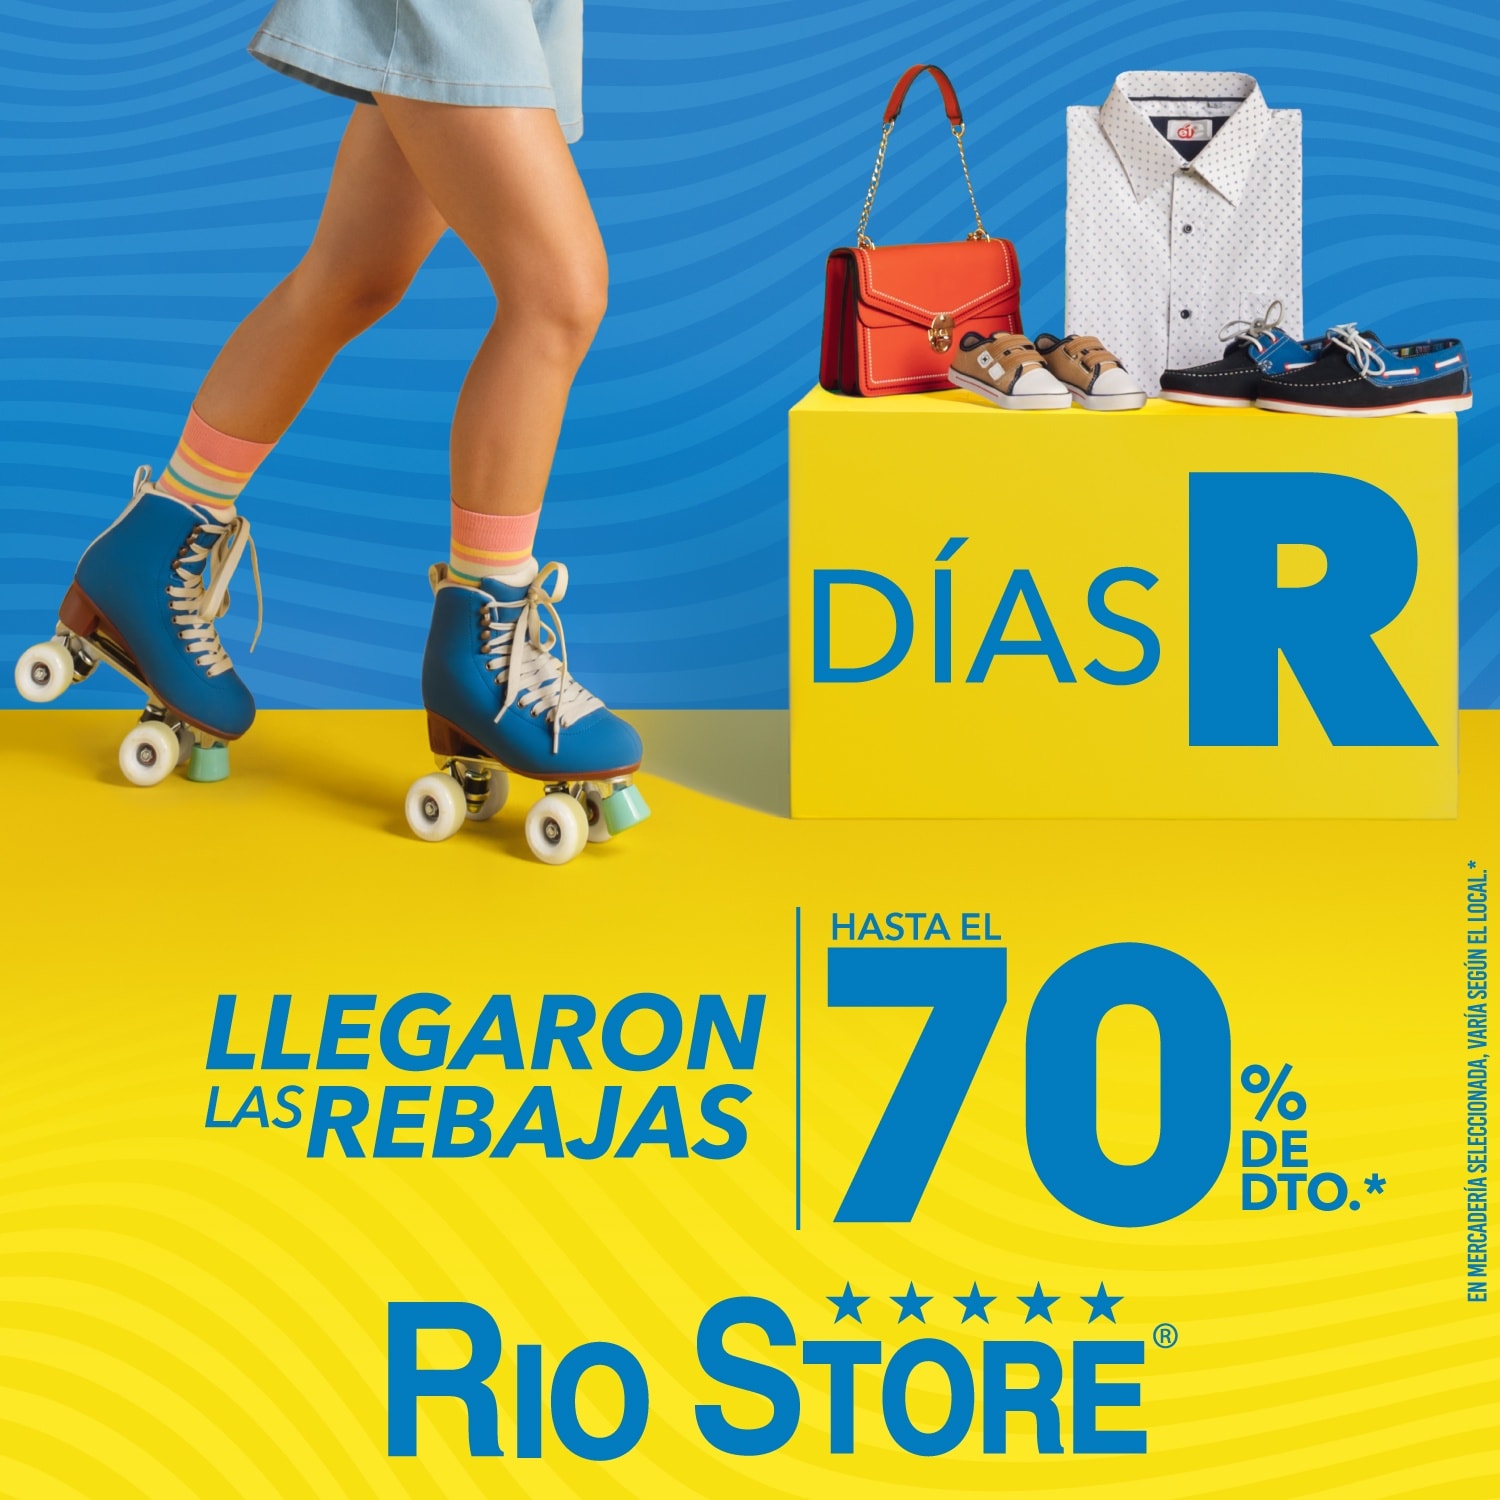 DÍAS R
LLEGARON
LAS REBAJAS
HASTA EL
70%
DE
DTO.*
EN MERCADERÍA SELECCIONADA, VARÍA SEGÚN EL LOCAL.*
RIO STORE®